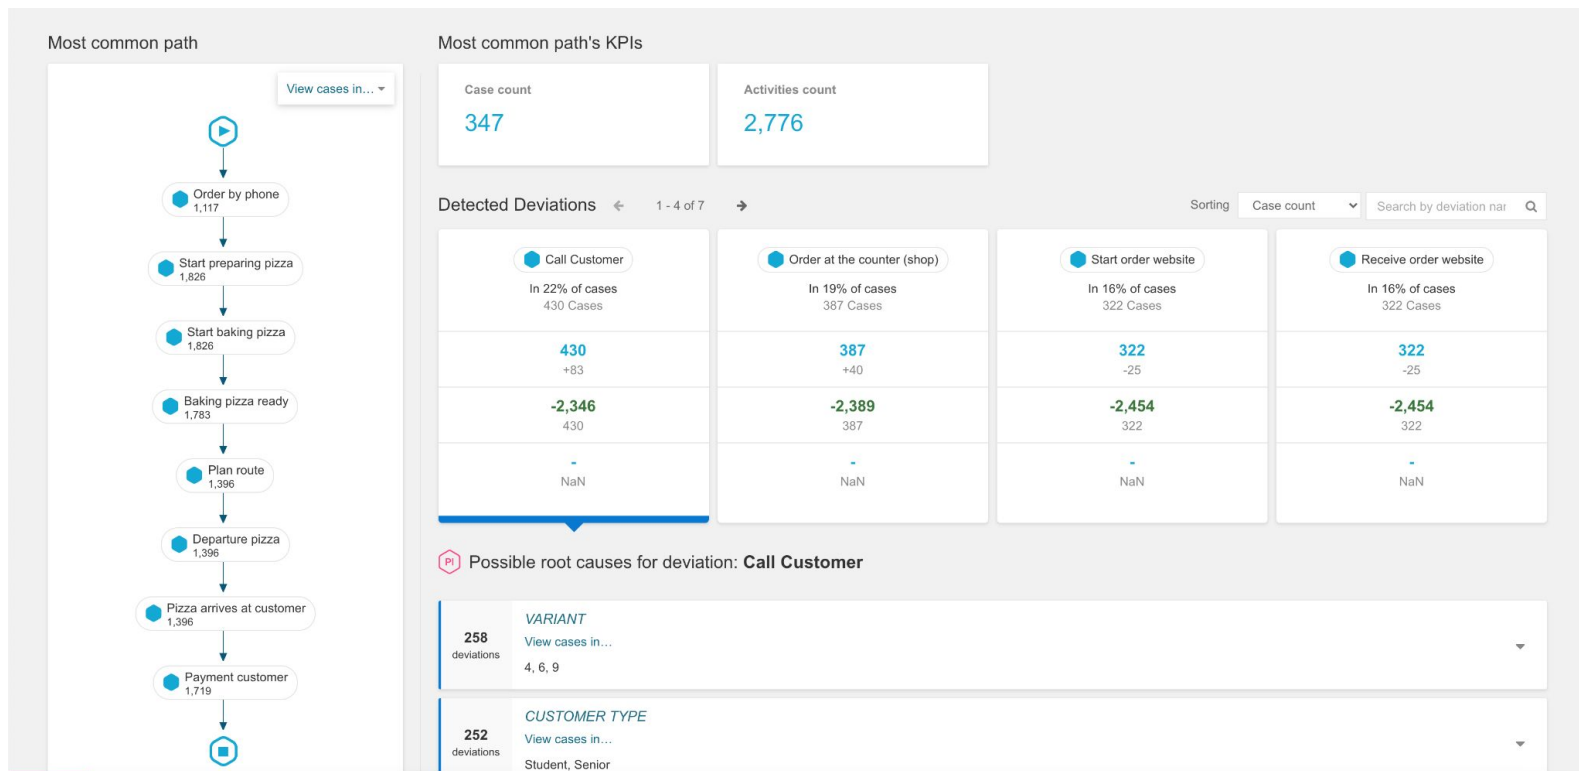 Most common path
View cases in…
Order by phone
1,117
Start preparing pizza
1,826
Start baking pizza
1,826
Baking pizza ready
1,783
Plan route
1,396
Departure pizza
1,396
Pizza arrives at customer
1,396
Payment customer
1,719
Most common path's KPIs
Case count
347
Activities count
2,776
Detected Deviations
1 - 4 of 7
Sorting
Case count
Search by deviation nar
Call Customer
In 22% of cases
430 Cases
430
+83
-2,346
430
-
NaN
Order at the counter (shop)
In 19% of cases
387 Cases
387
+40
-2,389
387
-
NaN
Start order website
In 16% of cases
322 Cases
322
-25
-2,454
322
-
NaN
Receive order website
In 16% of cases
322 Cases
322
-25
-2,454
322
-
NaN
PI
Possible root causes for deviation: Call Customer
258
deviations
VARIANT
View cases in…
4, 6, 9
252
deviations
CUSTOMER TYPE
View cases in…
Student, Senior